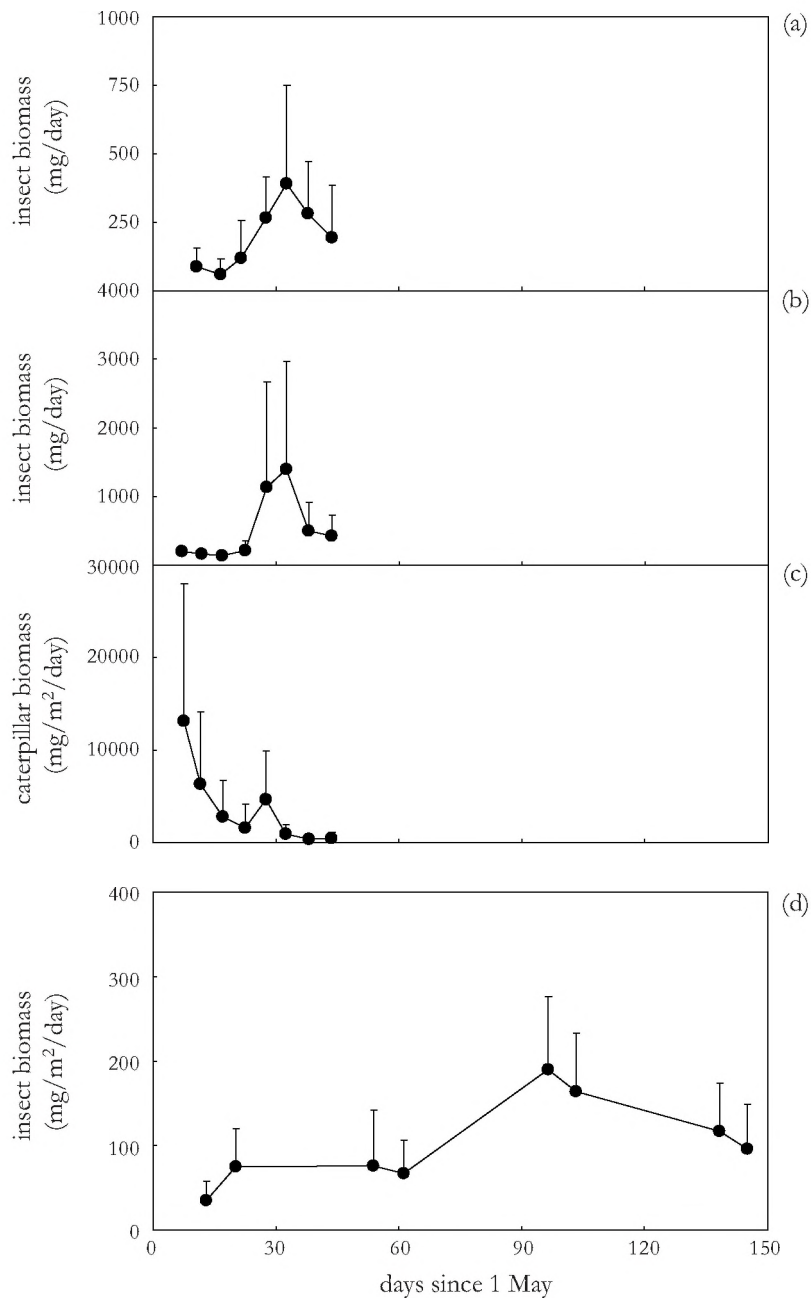 (a)
1000
750
500
250
insect biomass
(mg/day)
(b)
4000
3000
2000
1000
insect biomass
(mg/day)
(c)
30000
20000
10000
0
caterpillar biomass
(mg/m²/day)
(d)
400
300
200
100
0
insect biomass
(mg/m²/day)
0 30 60 90 120 150
days since 1 May